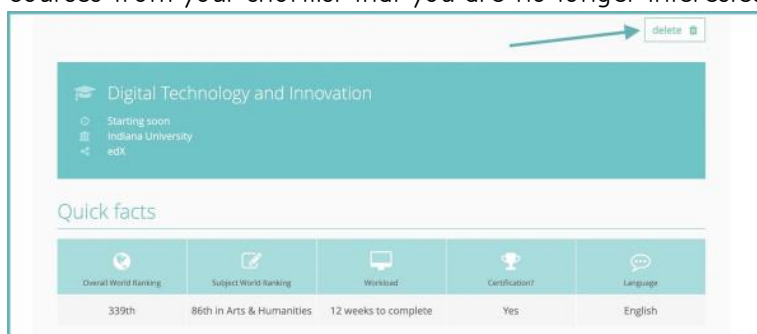 courses from your shortlist that you are no longer interested
delete
Digital Technology and Innovation
Starting soon
Indiana University
edX
Quick facts
Overall World Ranking Subject World Ranking Workload Certification? Language
339th 86th in Arts & Humanities 12 weeks to complete Yes English